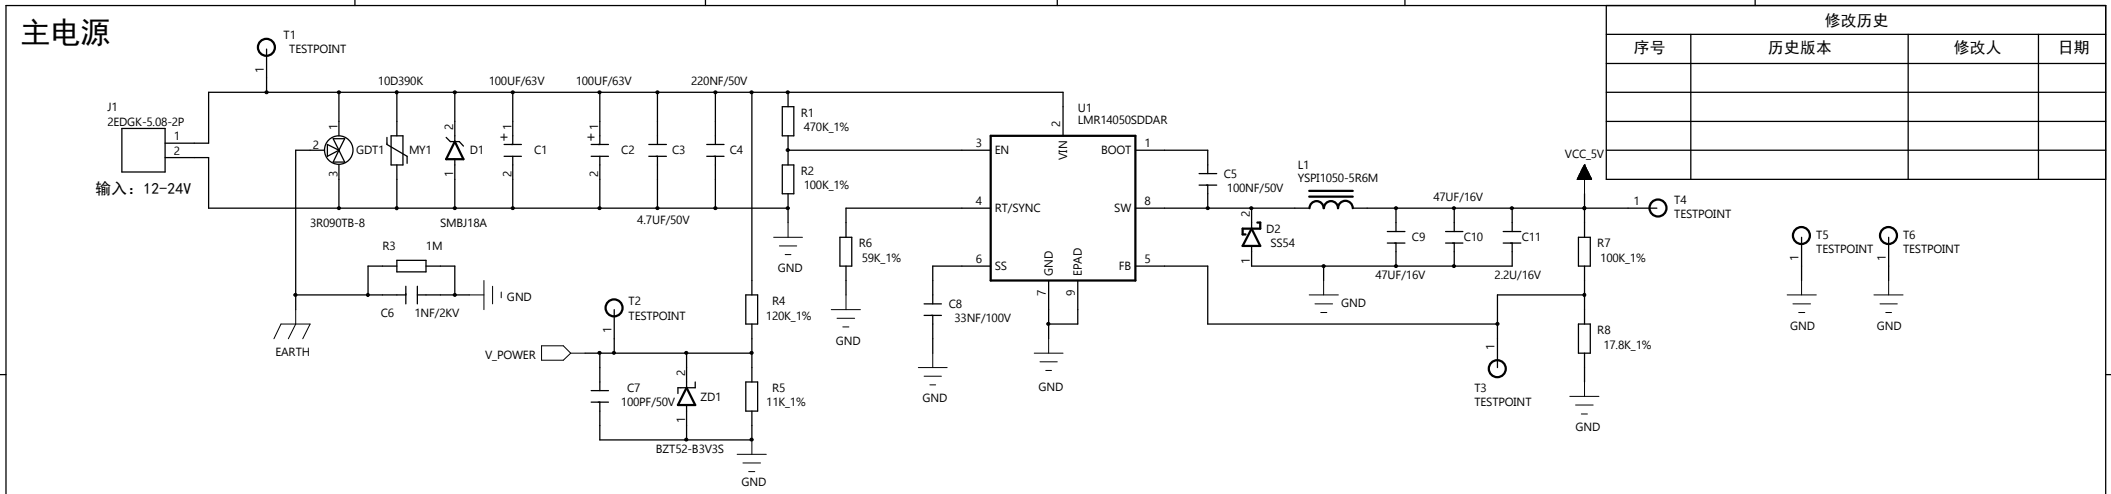 主电源
修改历史
序号 历史版本 修改人 日期
T1
TESTPOINT
1
J1
2EDGK-5.08-2P
1
2
输入：12-24V
10D390K
100UF/63V
100UF/63V
220NF/50V
1
2
3
GDT1
MY1
2
D1
1
+ 1
C1
2
+ 1
C2
2
C3
C4
3R090TB-8
SMBJ18A
4.7UF/50V
R1
470K_1%
R2
100K_1%
GND
R3
1M
C6
1NF/2KV
GND
EARTH
T2
TESTPOINT
1
V_POWER
C7
100PF/50V
2
ZD1
1
BZT52-B3V3S
R4
120K_1%
R5
11K_1%
GND
U1
LMR14050SDDAR
2
VIN
3 EN
BOOT 1
4 RT/SYNC
SW 8
6 SS
FB 5
GND
EPAD
7
9
GND
R6
59K_1%
GND
C8
33NF/100V
GND
C5
100NF/50V
L1
YSPI1050-5R6M
2
D2
SS54
1
47UF/16V
C9
C10
C11
47UF/16V
2.2U/16V
GND
VCC_5V
1
T4
TESTPOINT
R7
100K_1%
R8
17.8K_1%
GND
1
T3
TESTPOINT
T5
TESTPOINT
1
GND
T6
TESTPOINT
1
GND